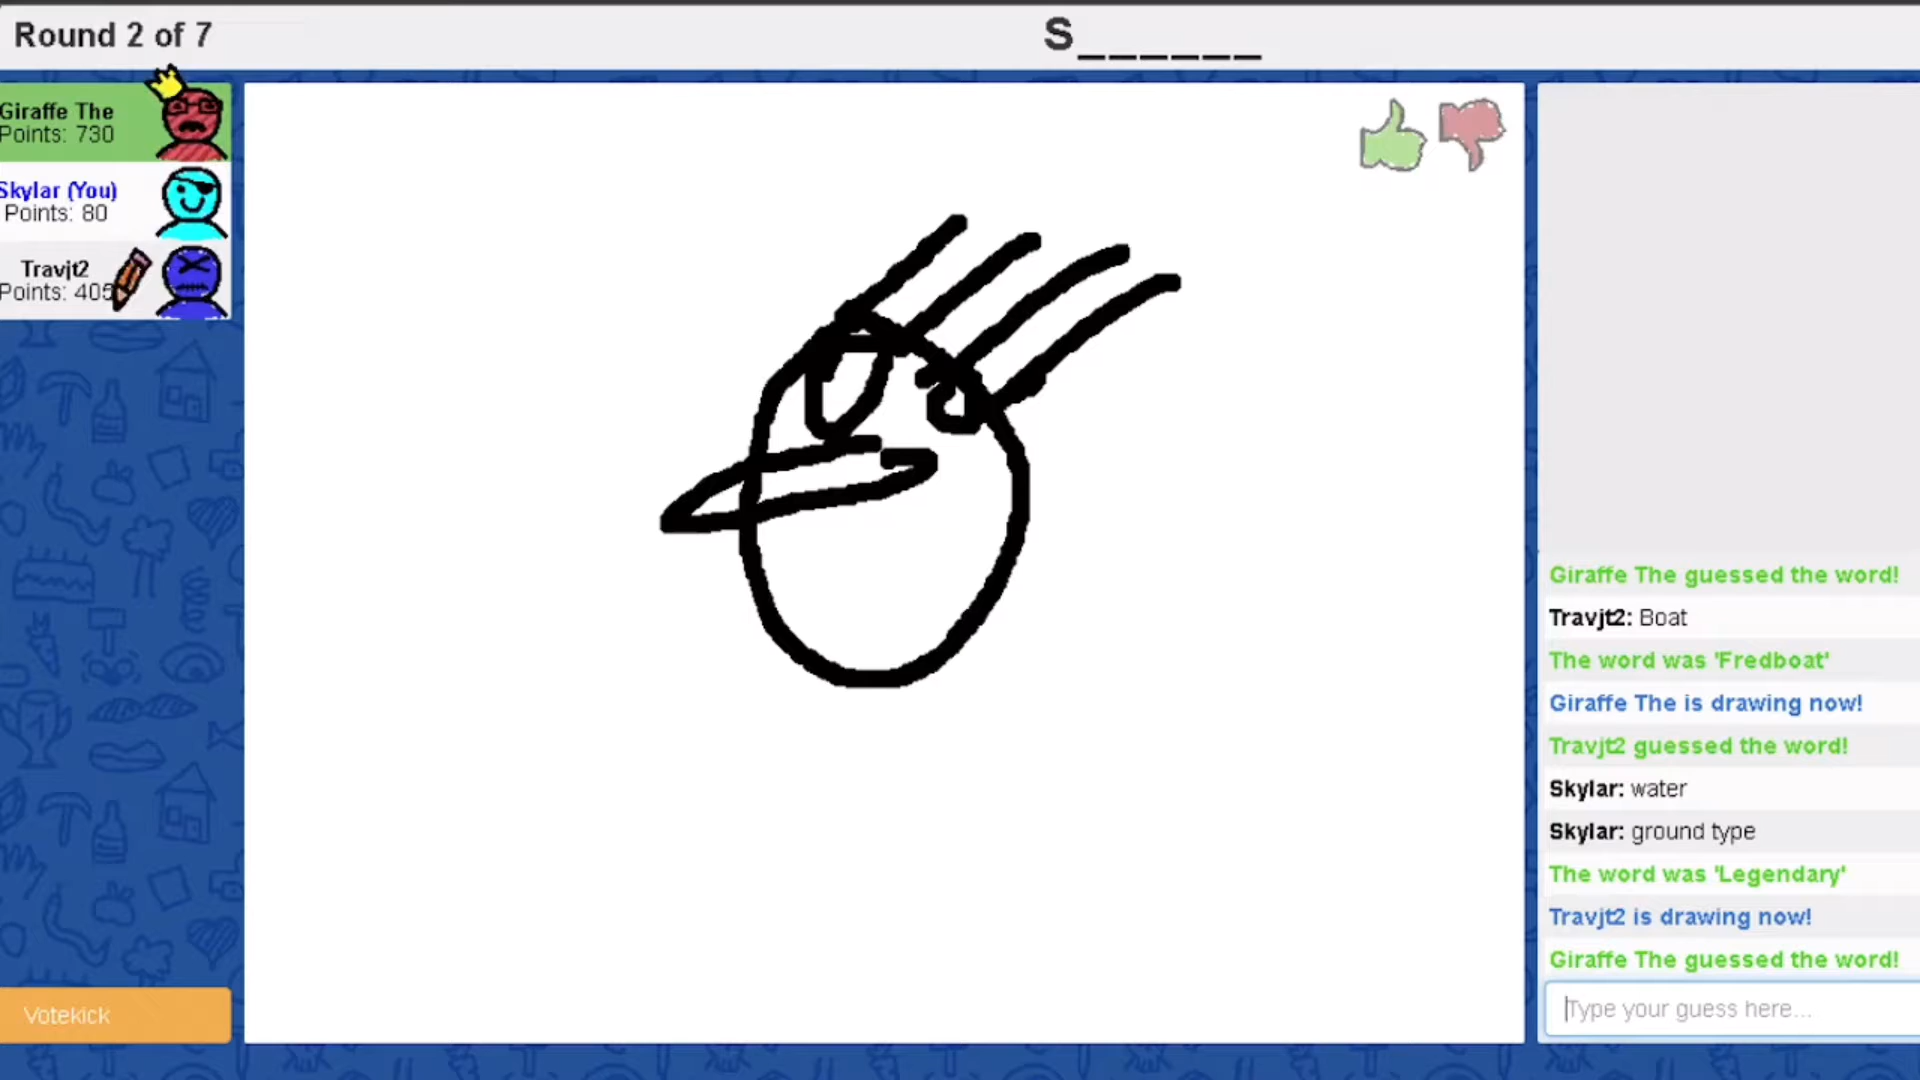 Round 2 of 7
S______
Giraffe The
Points: 730
Skylar (You)
Points: 80
Travjt2
Points: 405
Giraffe The guessed the word!
Travjt2: Boat
The word was 'Fredboat'
Giraffe The is drawing now!
Travjt2 guessed the word!
Skylar: water
Skylar: ground type
The word was 'Legendary'
Travjt2 is drawing now!
Giraffe The guessed the word!
Votekick
Type your guess here...